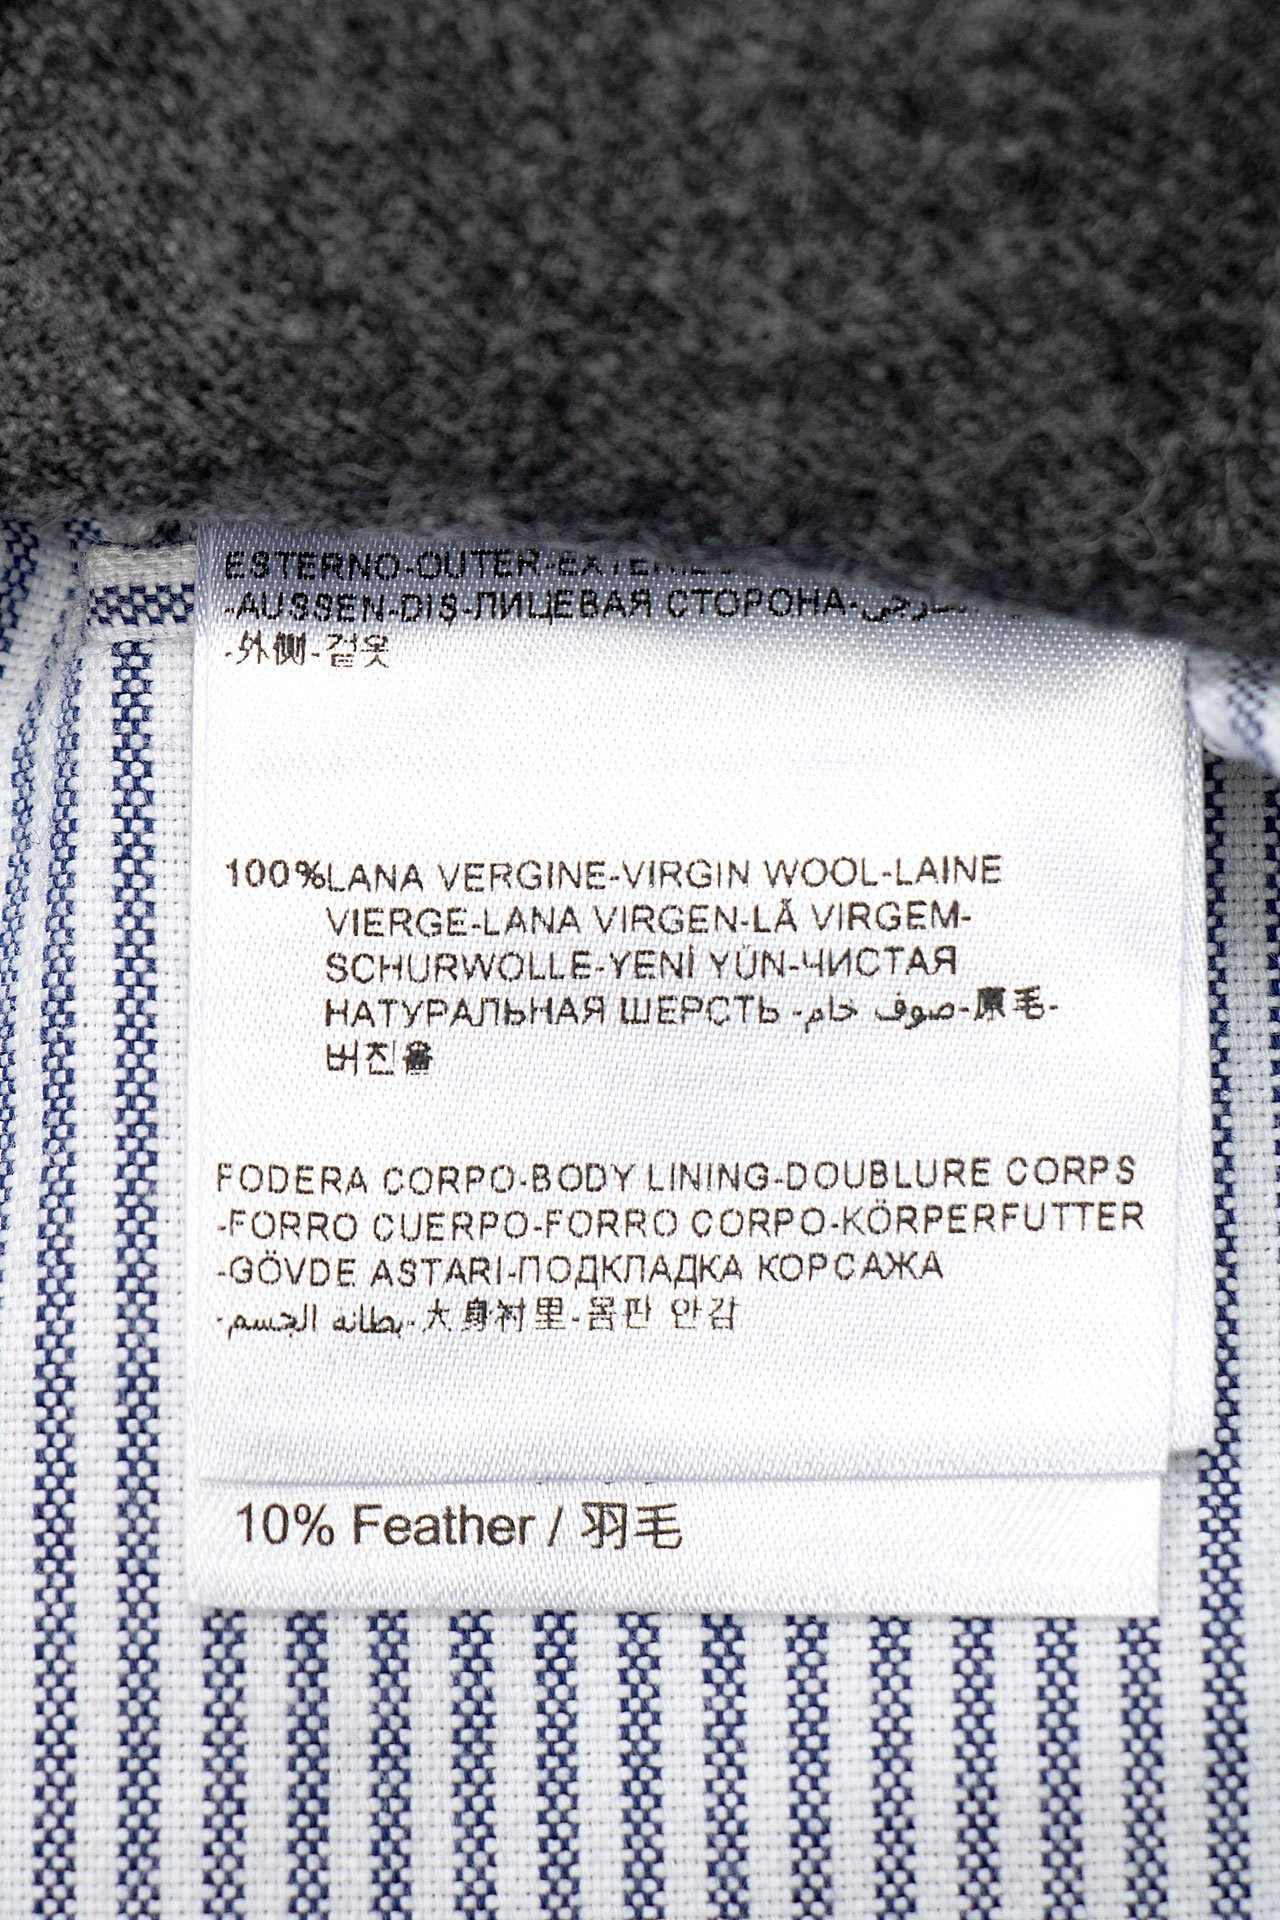 ESTERNO-OUTER-
-AUSSEN-DIŞ-ЛИЦЕВАЯ СТОРОНА-
-外侧-겉옷
100%LANA VERGINE-VIRGIN WOOL-LAINE
VIERGE-LANA VIRGEN-LÃ VIRGEM-
SCHURWOLLE-YENİ YÜN-ЧИСТАЯ
НАТУРАЛЬНАЯ ШЕРСТЬ-صوف خام-原毛-
버진울
FODERA CORPO-BODY LINING-DOUBLURE CORPS
-FORRO CUERPO-FORRO CORPO-KÖRPERFUTTER
-GÖVDE ASTARI-ПОДКЛАДКА КОРСАЖА
-بطانه الجسم-大身衬里-몸판 안감
10% Feather / 羽毛